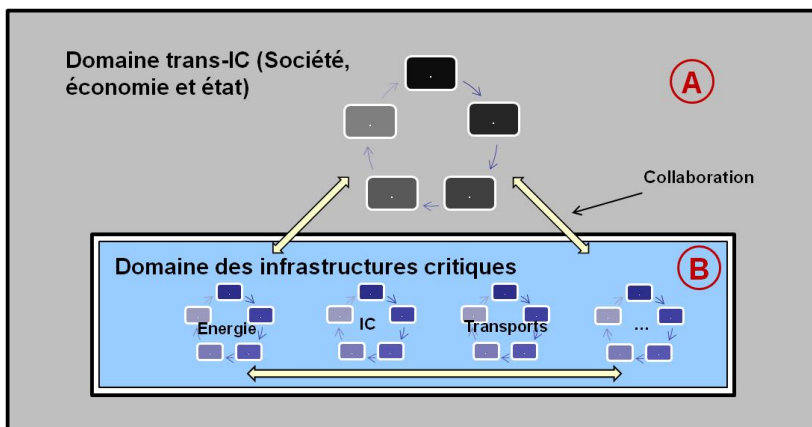 Domaine trans-IC (Société,
économie et état)
A
Collaboration
Domaine des infrastructures critiques
B
Energie
IC
Transports
...